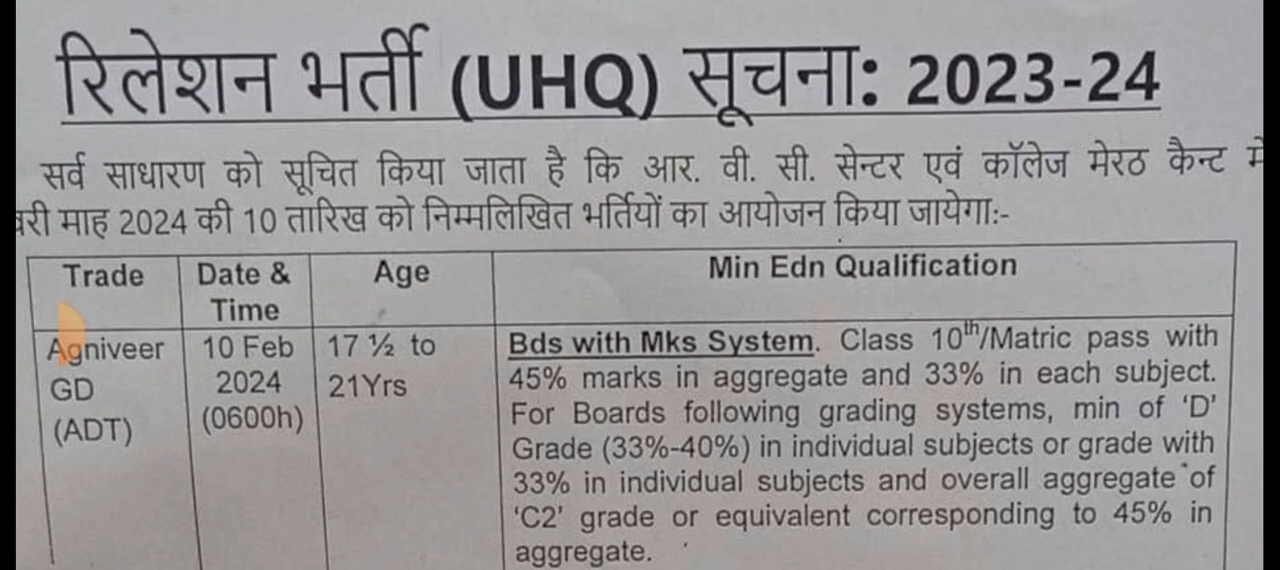 रिलेशन भर्ती (UHQ) सूचना: 2023-24
सर्व साधारण को सूचित किया जाता है कि आर. वी. सी. सेन्टर एवं कॉलेज मेरठ कैन्ट में
वरी माह 2024 की 10 तारिख को निम्मलिखित भर्तियों का आयोजन किया जायेगाः-
Trade Date & Age Min Edn Qualification
Time
Agniveer 10 Feb 17 ½ to Bds with Mks System. Class 10th/Matric pass with
GD 2024 21Yrs 45% marks in aggregate and 33% in each subject.
(ADT) (0600h) For Boards following grading systems, min of ‘D’
Grade (33%-40%) in individual subjects or grade with
33% in individual subjects and overall aggregate of
‘C2’ grade or equivalent corresponding to 45% in
aggregate.